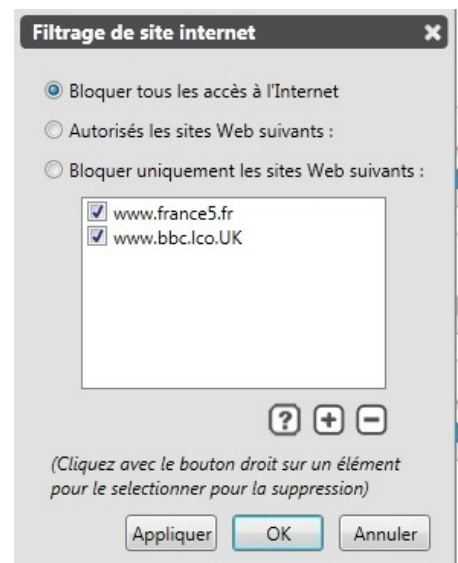 Filtrage de site internet
Bloquer tous les accès à l'Internet
Autorisés les sites Web suivants :
Bloquer uniquement les sites Web suivants :
www.france5.fr
www.bbc.lco.UK
?
+
−
(Cliquez avec le bouton droit sur un élément
pour le selectionner pour la suppression)
Appliquer OK Annuler